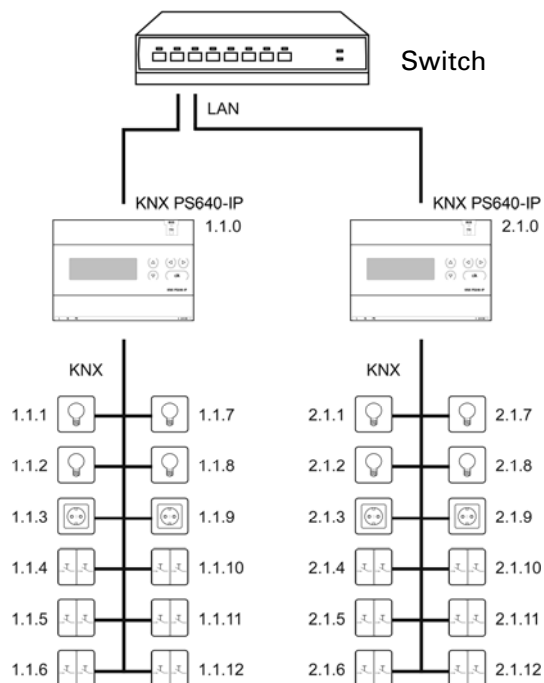 Switch
LAN
KNX PS640-IP
1.1.0
KNX PS640-IP
2.1.0
KNX
KNX
1.1.1 1.1.7 2.1.1 2.1.7
1.1.2 1.1.8 2.1.2 2.1.8
1.1.3 1.1.9 2.1.3 2.1.9
1.1.4 1.1.10 2.1.4 2.1.10
1.1.5 1.1.11 2.1.5 2.1.11
1.1.6 1.1.12 2.1.6 2.1.12